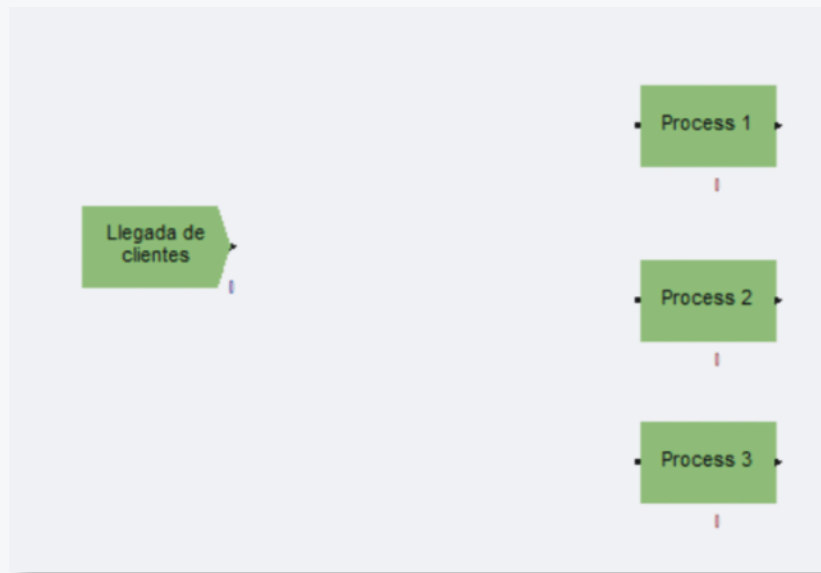 Process 1
Llegada de
clientes
Process 2
Process 3